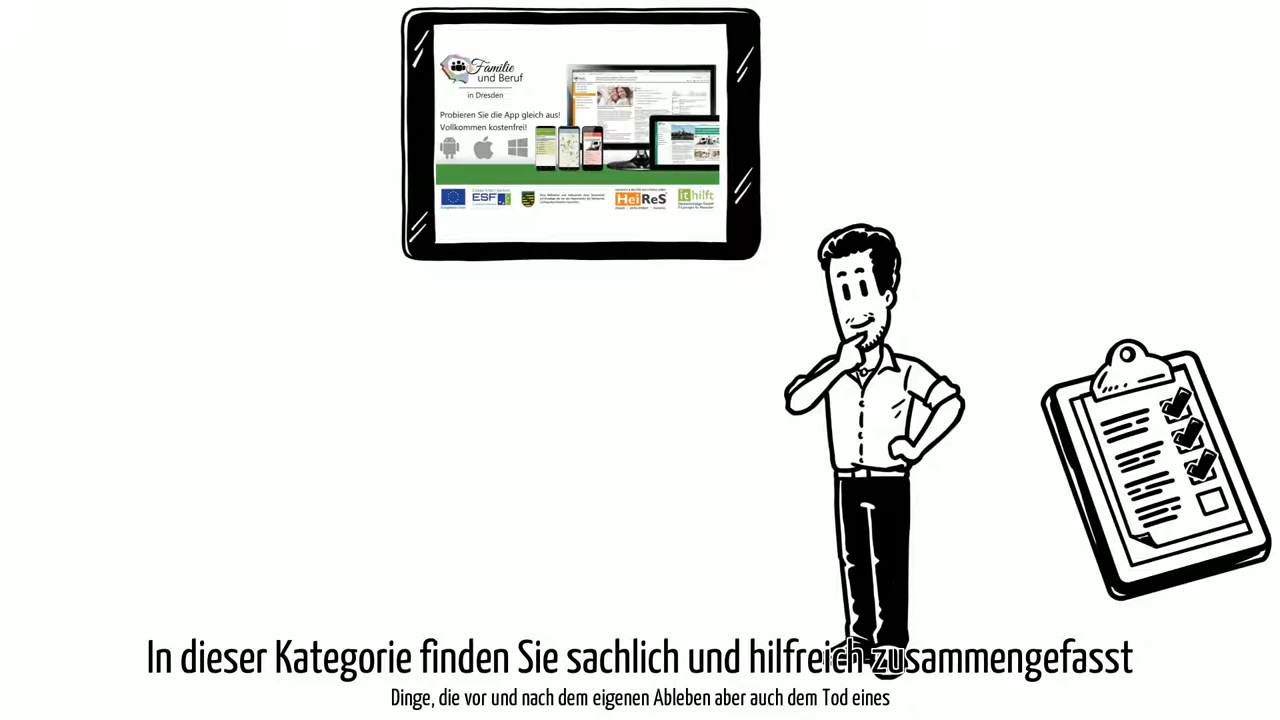 Familie
und Beruf
in Dresden
Probieren Sie die App gleich aus!
Vollkommen kostenfrei!
ESF
HeiReS
it hilft
In dieser Kategorie finden Sie sachlich und hilfreich zusammengefasst
Dinge, die vor und nach dem eigenen Ableben aber auch dem Tod eines